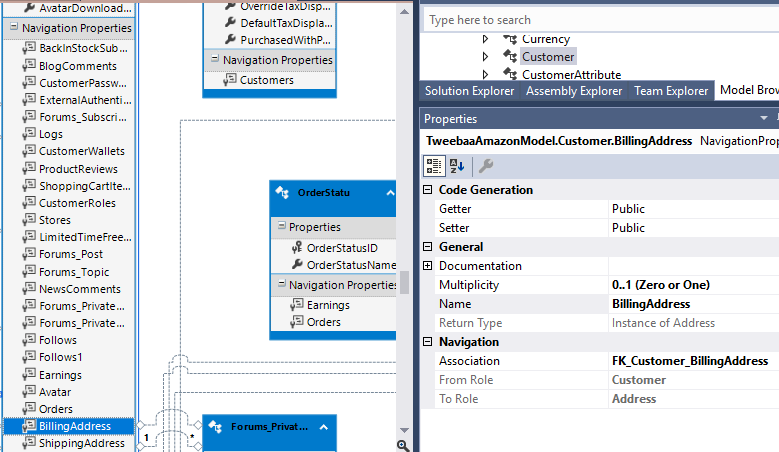 AvatarDownload...
Navigation Properties
BackInStockSub...
BlogComments
CustomerPassw...
ExternalAuthenti...
Forums_Subscri...
Logs
CustomerWallets
ProductReviews
ShoppingCartIte...
CustomerRoles
Stores
LimitedTimeFree...
Forums_Post
Forums_Topic
NewsComments
Forums_Private...
Forums_Private...
Follows
Follows1
Earnings
Avatar
Orders
BillingAddress
ShippingAddress
OverrideTaxDispla...
DefaultTaxDispla...
PurchasedWithP...
Navigation Properties
Customers
OrderStatu
Properties
OrderStatusID
OrderStatusName
Navigation Properties
Earnings
Orders
1
*
Forums_Privat...
Type here to search
Currency
Customer
CustomerAttribute
Solution Explorer Assembly Explorer Team Explorer Model Brow
Properties
TweebaaAmazonModel.Customer.BillingAddress NavigationProp
Code Generation
Getter Public
Setter Public
General
Documentation
Multiplicity 0..1 (Zero or One)
Name BillingAddress
Return Type Instance of Address
Navigation
Association FK_Customer_BillingAddress
From Role Customer
To Role Address